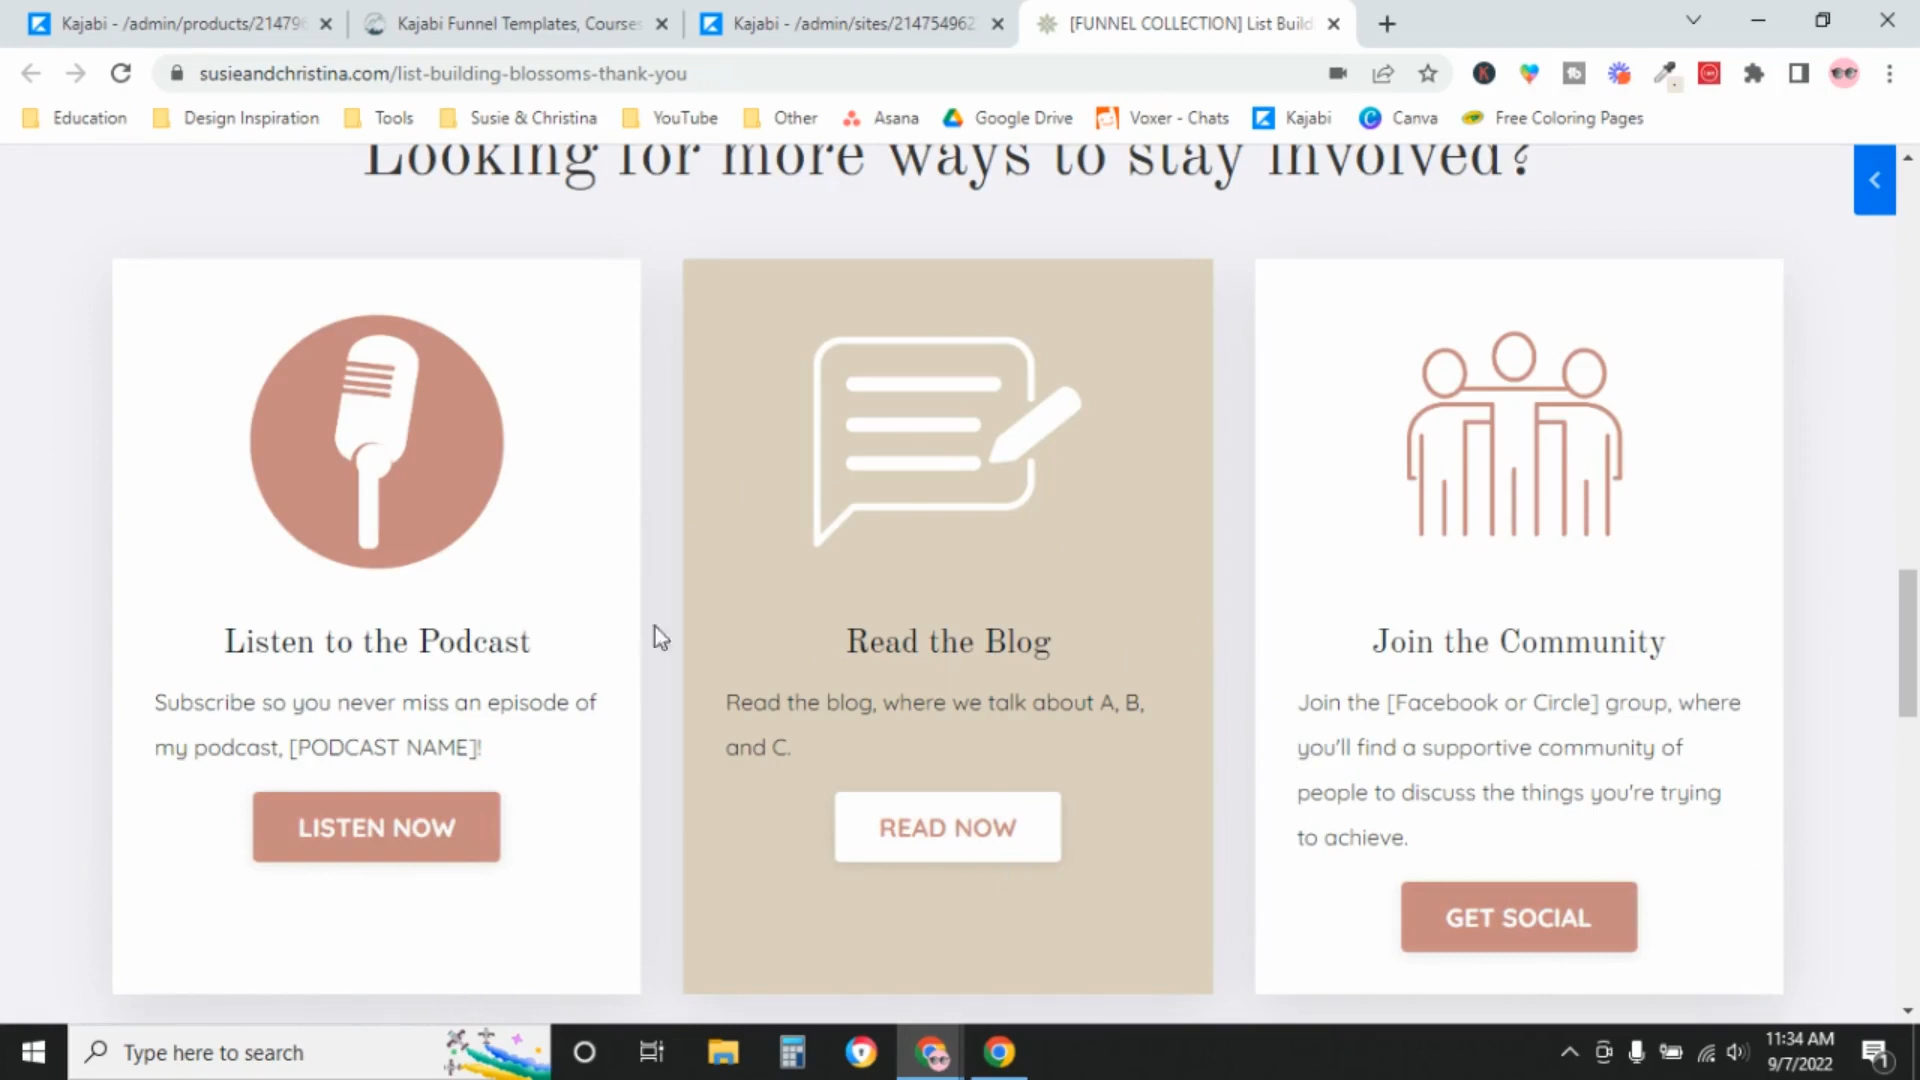 Kajabi - /admin/products/21479
Kajabi Funnel Templates, Course
Kajabi - /admin/sites/214754962
[FUNNEL COLLECTION] List Build
susieandchristina.com/list-building-blossoms-thank-you
Education
Design Inspiration
Tools
Susie & Christina
YouTube
Other
Asana
Google Drive
Voxer - Chats
Kajabi
Canva
Free Coloring Pages
Looking for more ways to stay involved?
Listen to the Podcast
Subscribe so you never miss an episode of
my podcast, [PODCAST NAME]!
LISTEN NOW
Read the Blog
Read the blog, where we talk about A, B,
and C.
READ NOW
Join the Community
Join the [Facebook or Circle] group, where
you'll find a supportive community of
people to discuss the things you're trying
to achieve.
GET SOCIAL
Type here to search
11:34 AM
9/7/2022
1